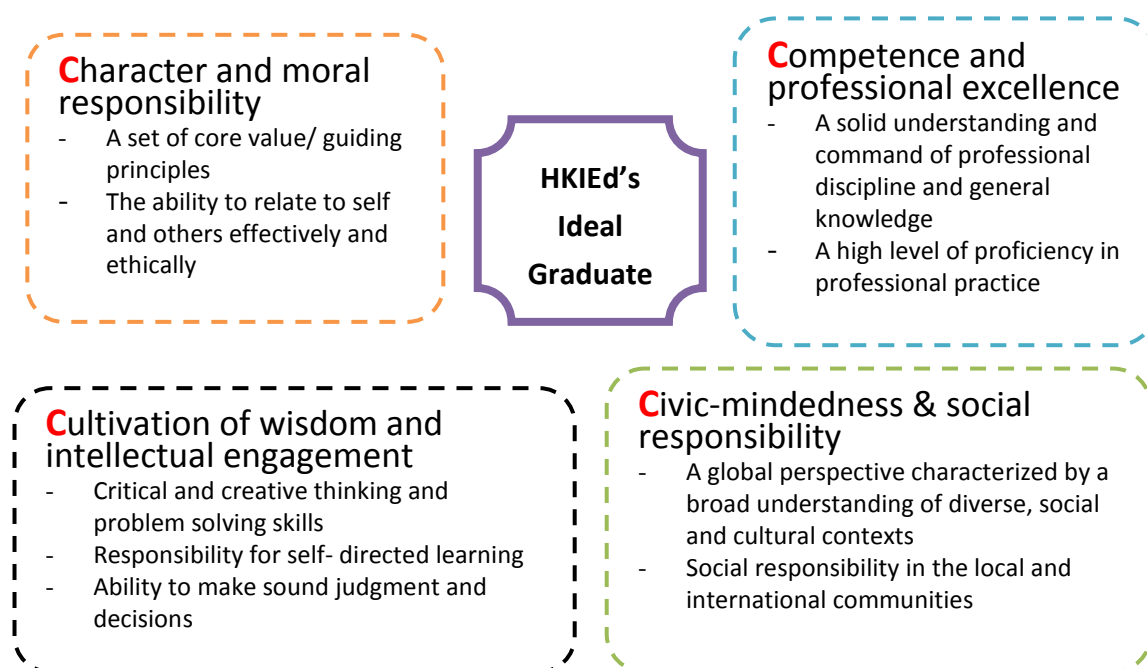 Character and moral
responsibility
- A set of core value/ guiding
principles
- The ability to relate to self
and others effectively and
ethically
HKIEd's
Ideal
Graduate
Competence and
professional excellence
- A solid understanding and
command of professional
discipline and general
knowledge
- A high level of proficiency in
professional practice
Cultivation of wisdom and
intellectual engagement
- Critical and creative thinking and
problem solving skills
- Responsibility for self- directed learning
- Ability to make sound judgment and
decisions
Civic-mindedness & social
responsibility
- A global perspective characterized by a
broad understanding of diverse, social
and cultural contexts
- Social responsibility in the local and
international communities